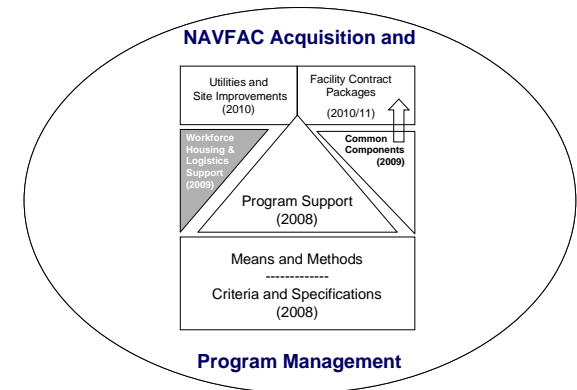 NAVFAC Acquisition and
Utilities and
Site Improvements
(2010)
Facility Contract
Packages
(2010/11)
Workforce
Housing &
Logistics
Support
(2009)
Common
Components
(2009)
Program Support
(2008)
Means and Methods
-------------
Criteria and Specifications
(2008)
Program Management